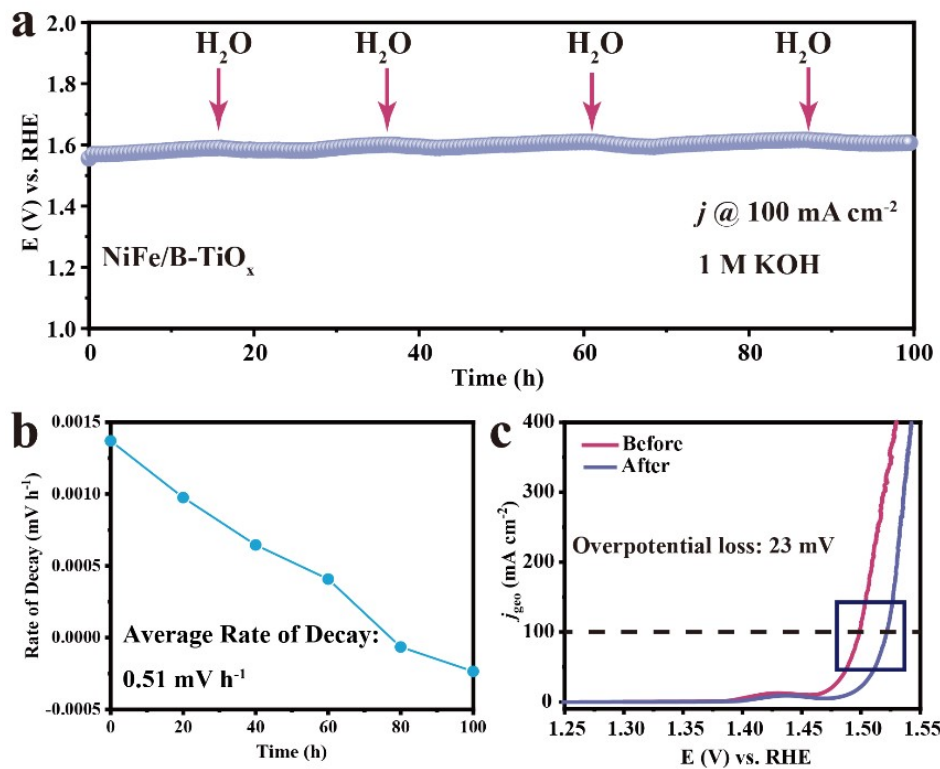 a
2.0
1.8
1.6
1.4
1.2
1.0
E (V) vs. RHE
H₂O H₂O H₂O H₂O
j @ 100 mA cm⁻²
NiFe/B-TiOₓ
1 M KOH
0 20 40 60 80 100
Time (h)
b
0.0015
0.0010
0.0005
0.0000
-0.0005
Rate of Decay (mV h⁻¹)
Average Rate of Decay:
0.51 mV h⁻¹
0 20 40 60 80 100
Time (h)
c
400
300
200
100
0
j_geo (mA cm⁻²)
Before
After
Overpotential loss: 23 mV
1.25 1.30 1.35 1.40 1.45 1.50 1.55
E (V) vs. RHE